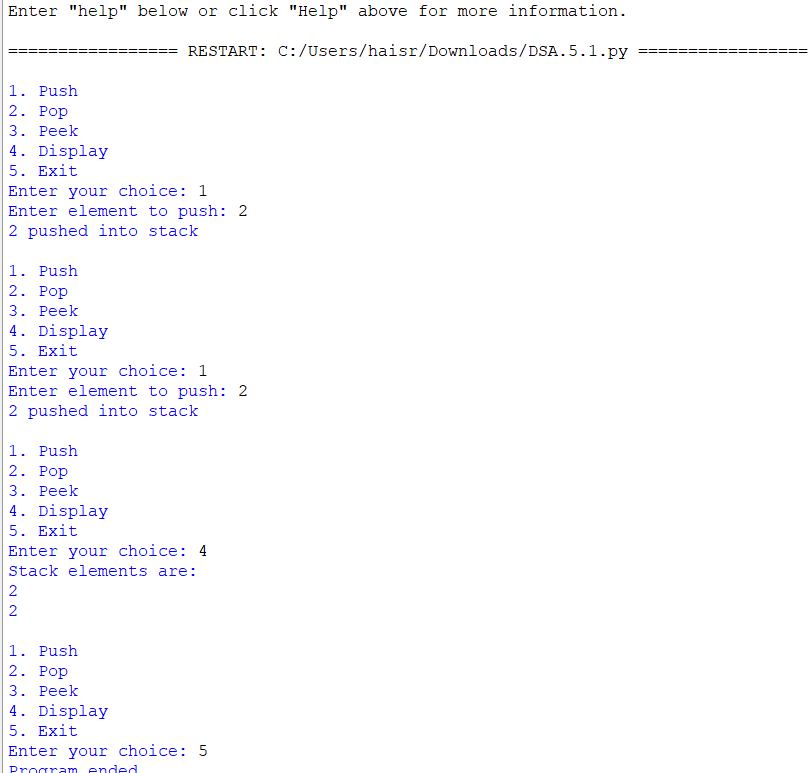 Enter "help" below or click "Help" above for more information.
================= RESTART: C:/Users/haisr/Downloads/DSA.5.1.py =================
1. Push
2. Pop
3. Peek
4. Display
5. Exit
Enter your choice: 1
Enter element to push: 2
2 pushed into stack
1. Push
2. Pop
3. Peek
4. Display
5. Exit
Enter your choice: 1
Enter element to push: 2
2 pushed into stack
1. Push
2. Pop
3. Peek
4. Display
5. Exit
Enter your choice: 4
Stack elements are:
2
2
1. Push
2. Pop
3. Peek
4. Display
5. Exit
Enter your choice: 5
Program ended